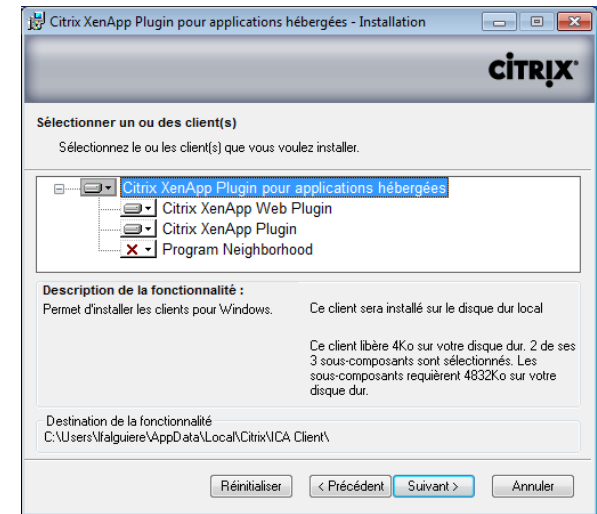 Citrix XenApp Plugin pour applications hébergées - Installation
CİTRỊX
Sélectionner un ou des client(s)
Sélectionnez le ou les client(s) que vous voulez installer.
Citrix XenApp Plugin pour applications hébergées
Citrix XenApp Web Plugin
Citrix XenApp Plugin
Program Neighborhood
Description de la fonctionnalité :
Permet d'installer les clients pour Windows.
Ce client sera installé sur le disque dur local
Ce client libère 4Ko sur votre disque dur. 2 de ses
3 sous-composants sont sélectionnés. Les
sous-composants requièrent 4832Ko sur votre
disque dur.
Destination de la fonctionnalité
C:\Users\lfalguiere\AppData\Local\Citrix\ICA Client\
Réinitialiser
< Précédent
Suivant >
Annuler